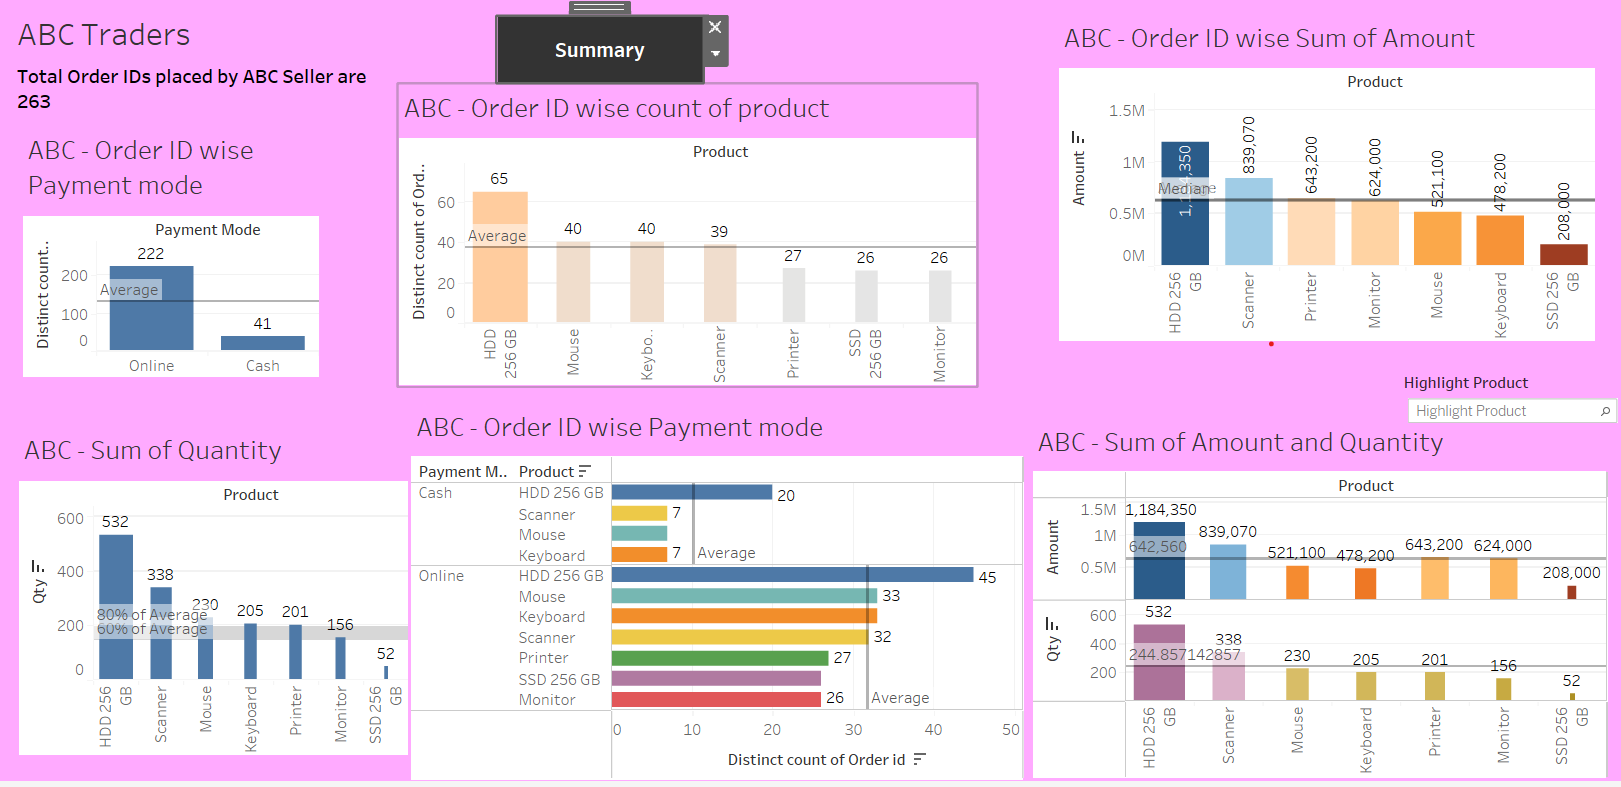 ABC Traders
Total Order IDs placed by ABC Seller are
263
ABC - Order ID wise
Payment mode
Payment Mode
Distinct count..
222
200
Average
100
41
0
Online
Cash
Summary
ABC - Order ID wise count of product
Product
Distinct count of Ord..
65
60
40
40
39
40
Average
27
26
26
20
0
HDD
256 GB
Mouse
Keybo..
Scanner
Printer
SSD
256 GB
Monitor
ABC - Order ID wise Sum of Amount
Product
Amount
1.5M
1M
0.5M
0M
839,070
643,200
624,000
521,100
478,200
208,000
Median
HDD 256
GB
Scanner
Printer
Monitor
Mouse
Keyboard
SSD 256
GB
Highlight Product
Highlight Product
ABC - Sum of Quantity
Product
Qty
600
532
400
338
230
205
201
200
156
80% of Average
60% of Average
52
0
HDD 256
GB
Scanner
Mouse
Keyboard
Printer
Monitor
SSD 256
GB
ABC - Order ID wise Payment mode
Payment M.. Product
Cash HDD 256 GB 20
Scanner 7
Mouse
Keyboard 7 Average
Online HDD 256 GB 45
Mouse 33
Keyboard
Scanner 32
Printer 27
SSD 256 GB
Monitor 26 Average
0 10 20 30 40 50
Distinct count of Order id
ABC - Sum of Amount and Quantity
Product
Amount
1.5M
1M
0.5M
1,184,350
839,070
521,100
478,200
643,200
624,000
208,000
642,560
Qty
600
400
200
532
338
230
205
201
156
52
244.857142857
HDD 256
GB
Scanner
Mouse
Keyboard
Printer
Monitor
SSD 256
GB